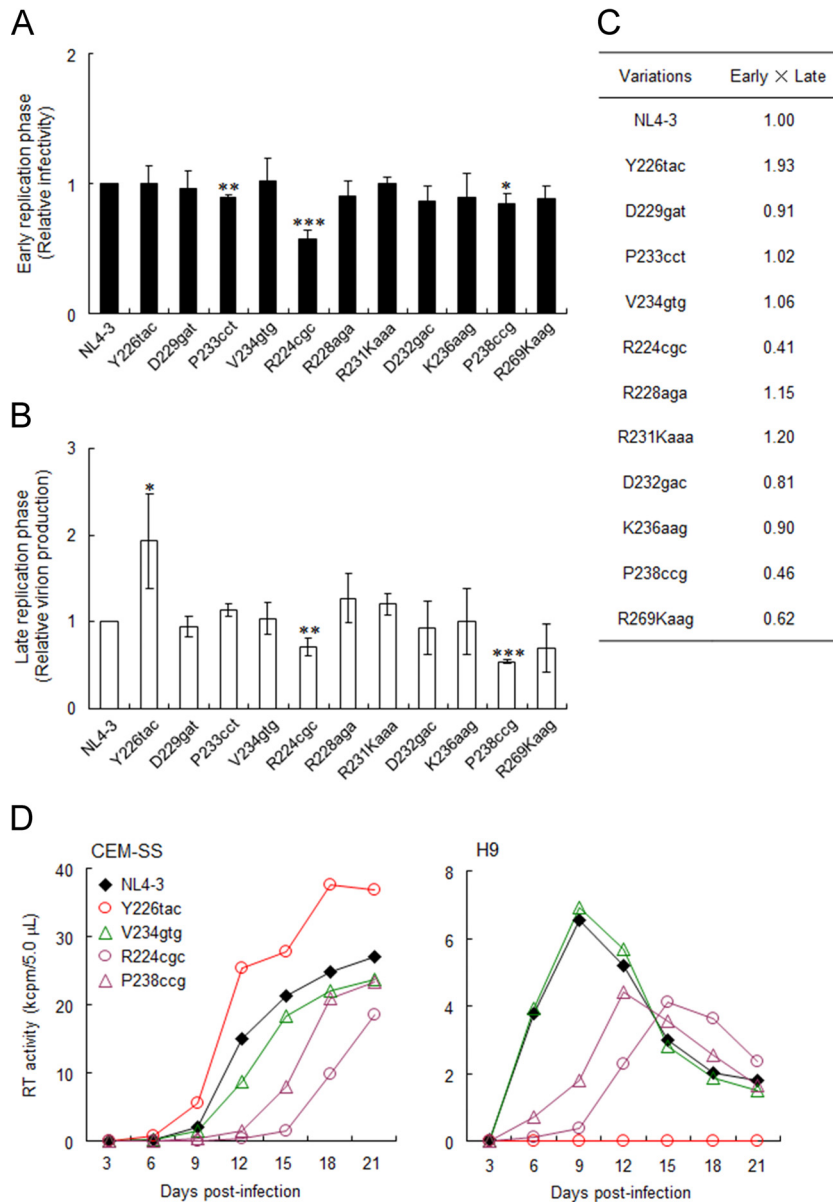 A
Early replication phase
(Relative infectivity)
2
1
0
** *** *
NL4-3 Y226tac D229gat P233cct V234gtg R224cgc R228aga R231Kaaa D232gac K236aag P238ccg R269Kaag
B
Late replication phase
(Relative virion production)
3
2
1
0
* ** ***
NL4-3 Y226tac D229gat P233cct V234gtg R224cgc R228aga R231Kaaa D232gac K236aag P238ccg R269Kaag
C
Variations Early × Late
NL4-3 1.00
Y226tac 1.93
D229gat 0.91
P233cct 1.02
V234gtg 1.06
R224cgc 0.41
R228aga 1.15
R231Kaaa 1.20
D232gac 0.81
K236aag 0.90
P238ccg 0.46
R269Kaag 0.62
D
CEM-SS
RT activity (kcpm/5.0 μL)
40
30
20
10
0
NL4-3
Y226tac
V234gtg
R224cgc
P238ccg
3 6 9 12 15 18 21
Days post-infection
H9
8
6
4
2
0
3 6 9 12 15 18 21
Days post-infection